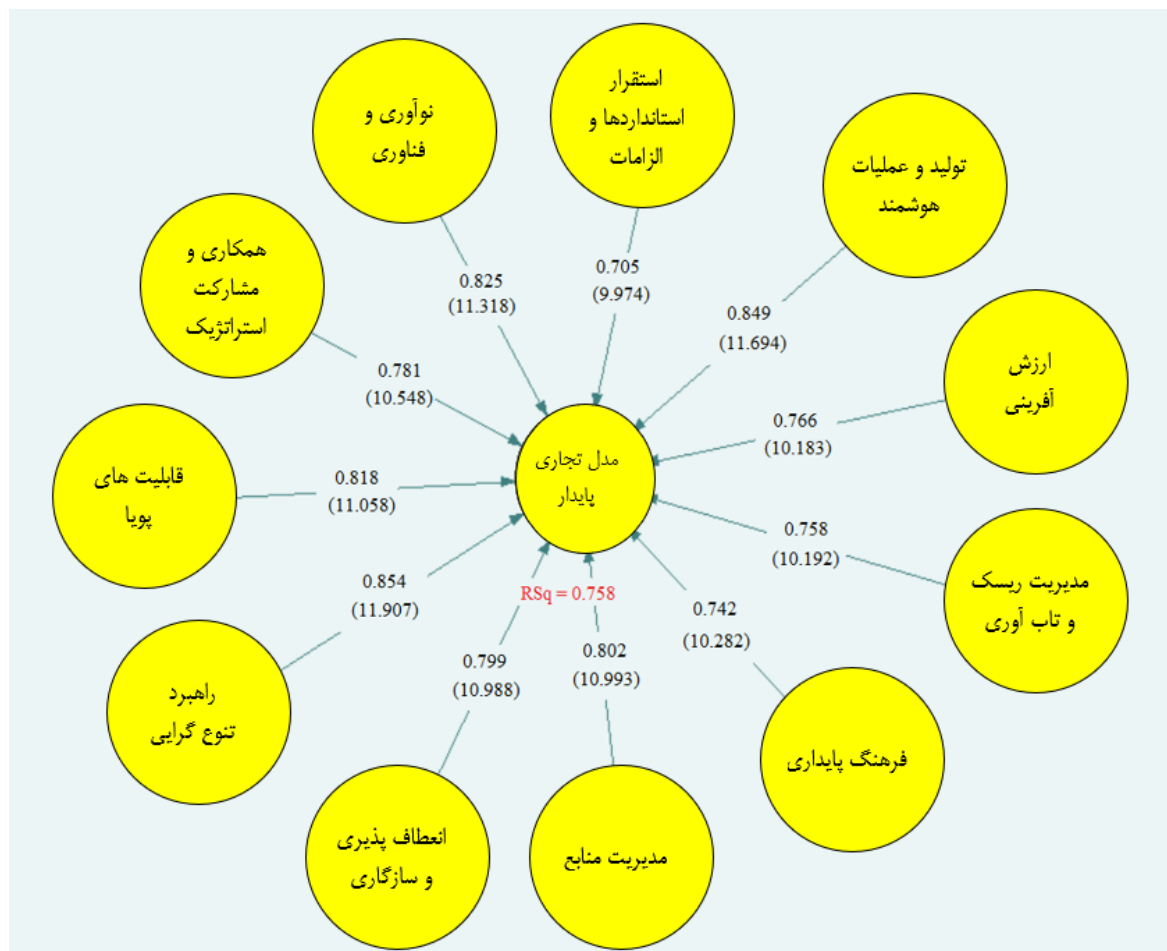 استقرار
استانداردها و
الزامات
نوآوری و
فناوری
تولید و عملیات
هوشمند
همکاری و
مشارکت
استراتژیک
0.705
(9.974)
0.825
(11.318)
0.849
(11.694)
ارزش
آفرینی
0.781
(10.548)
0.766
(10.183)
مدل تجاری
پایدار
قابلیت های
پویا
0.818
(11.058)
0.758
(10.192)
مدیریت ریسک
و تاب آوری
0.854
(11.907)
RSq = 0.758
0.742
(10.282)
0.799
(10.988)
0.802
(10.993)
راهبرد
تنوع گرایی
فرهنگ پایداری
انعطاف پذیری
و سازگاری
مدیریت منابع